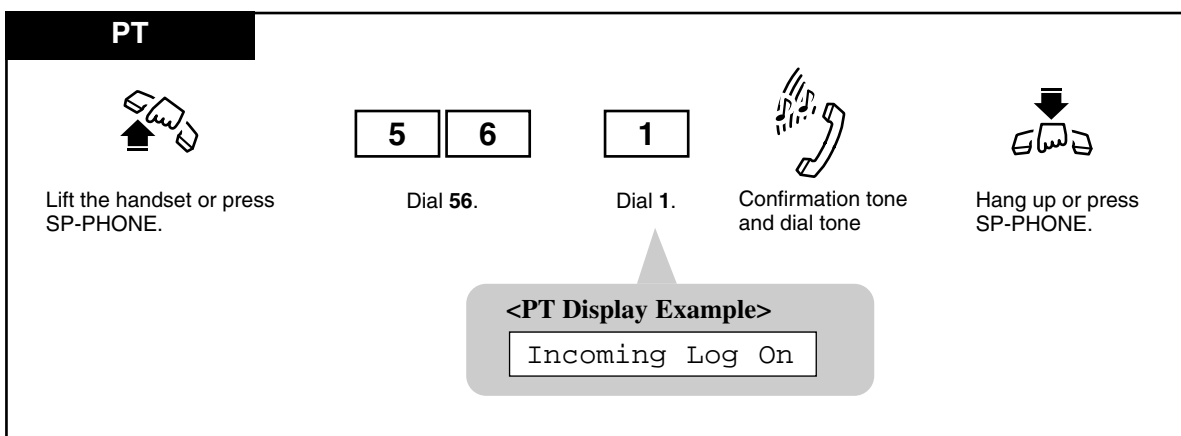 PT
5 6 1
Lift the handset or press
SP-PHONE.
Dial 56.
Dial 1.
Confirmation tone
and dial tone
Hang up or press
SP-PHONE.
<PT Display Example>
Incoming Log On